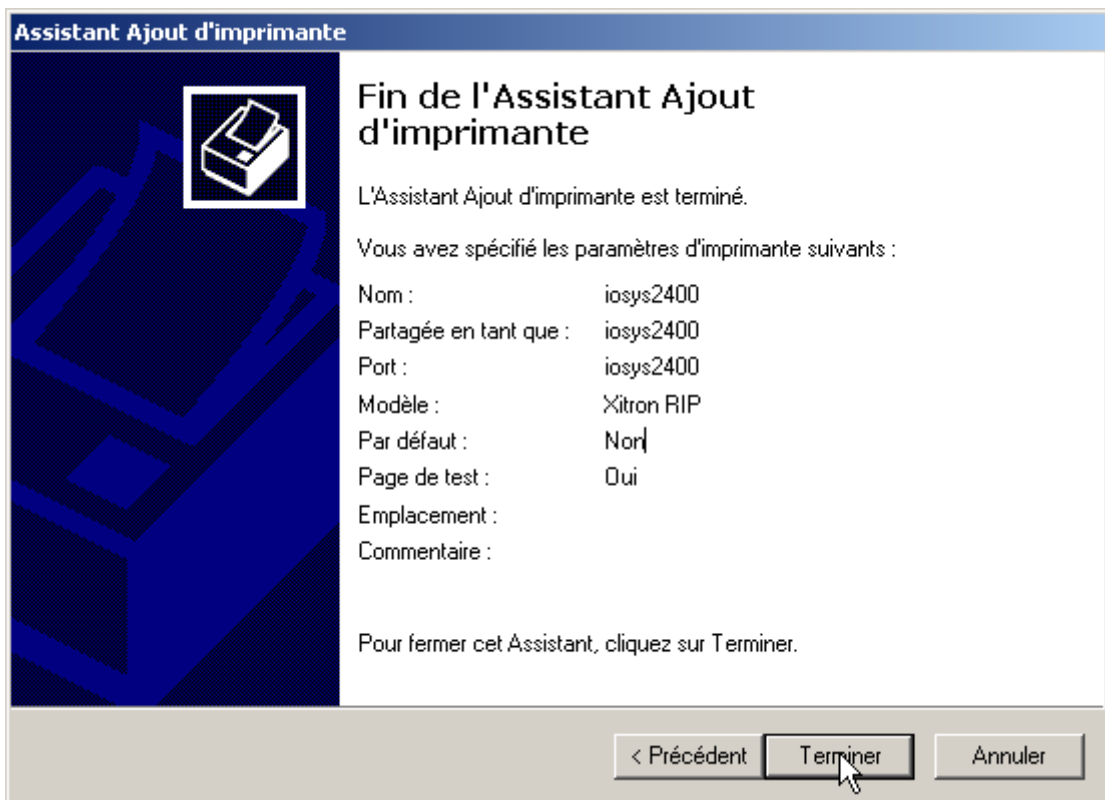 Assistant Ajout d'imprimante
Fin de l'Assistant Ajout
d'imprimante
L'Assistant Ajout d'imprimante est terminé.
Vous avez spécifié les paramètres d'imprimante suivants :
Nom : iosys2400
Partagée en tant que : iosys2400
Port : iosys2400
Modèle : Xitron RIP
Par défaut : Non
Page de test : Oui
Emplacement :
Commentaire :
Pour fermer cet Assistant, cliquez sur Terminer.
< Précédent Terminer Annuler